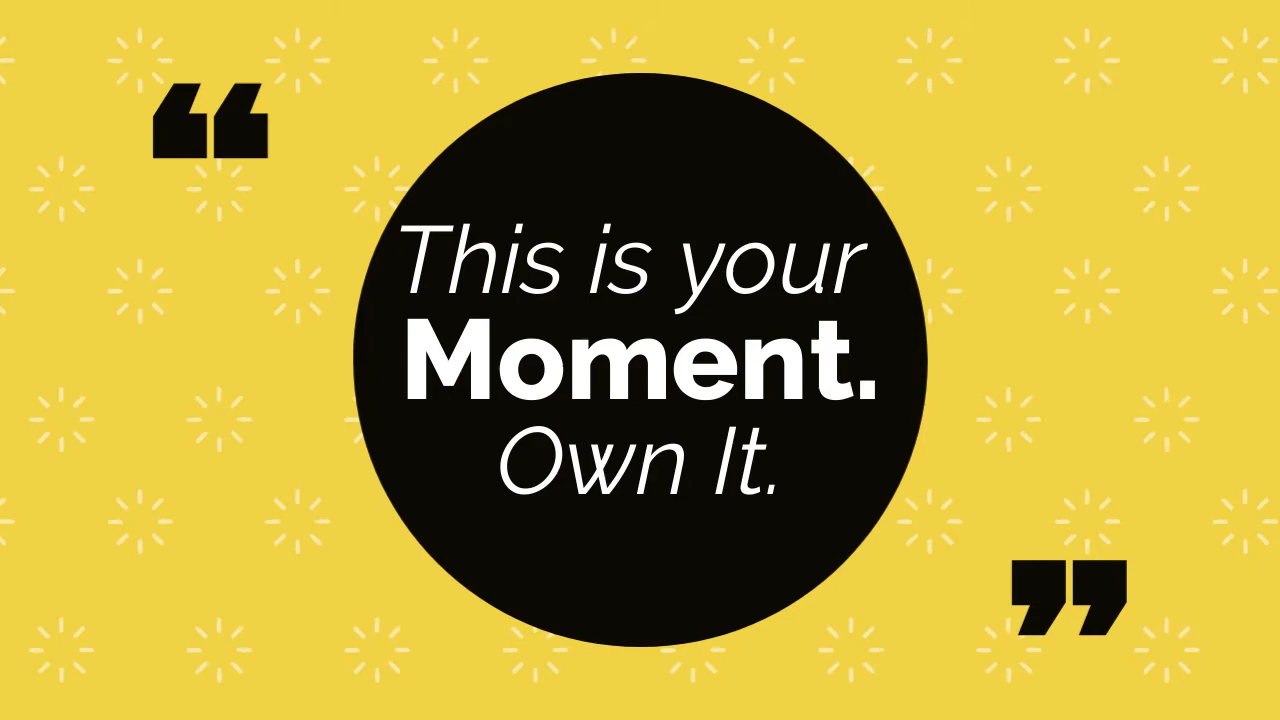 “
This is your
Moment.
Own It.
”